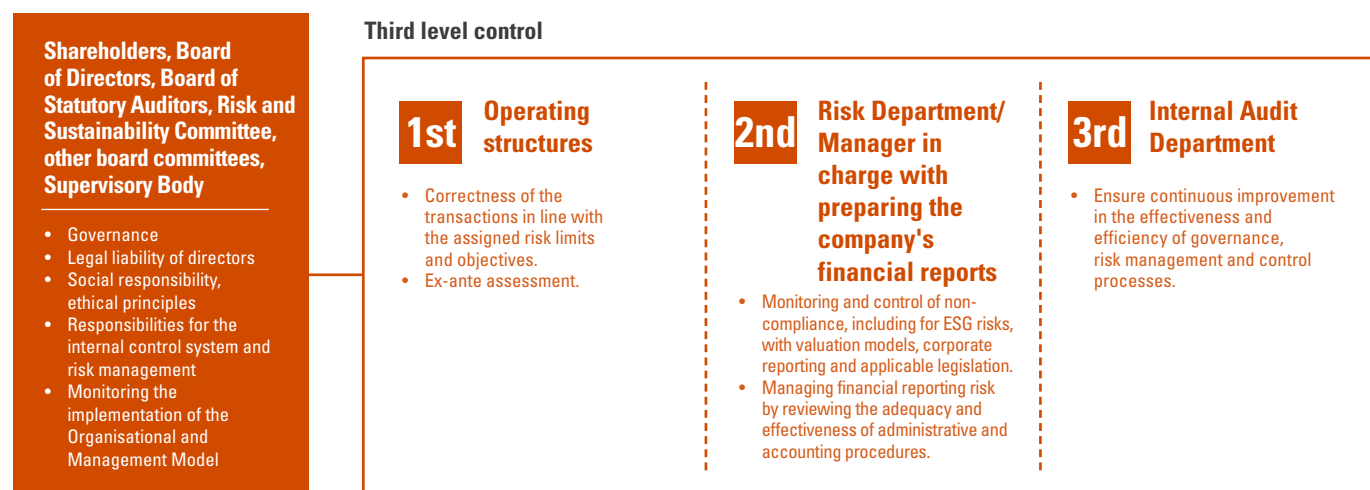 Shareholders, Board
of Directors, Board of
Statutory Auditors, Risk and
Sustainability Committee,
other board committees,
Supervisory Body
• Governance
• Legal liability of directors
• Social responsibility,
ethical principles
• Responsibilities for the
internal control system and
risk management
• Monitoring the
implementation of the
Organisational and
Management Model
Third level control
1st
Operating
structures
• Correctness of the
transactions in line with
the assigned risk limits
and objectives.
• Ex-ante assessment.
2nd
Risk Department/
Manager in
charge with
preparing the
company's
financial reports
• Monitoring and control of non-
compliance, including for ESG risks,
with valuation models, corporate
reporting and applicable legislation.
• Managing financial reporting risk
by reviewing the adequacy and
effectiveness of administrative and
accounting procedures.
3rd
Internal Audit
Department
• Ensure continuous improvement
in the effectiveness and
efficiency of governance,
risk management and control
processes.